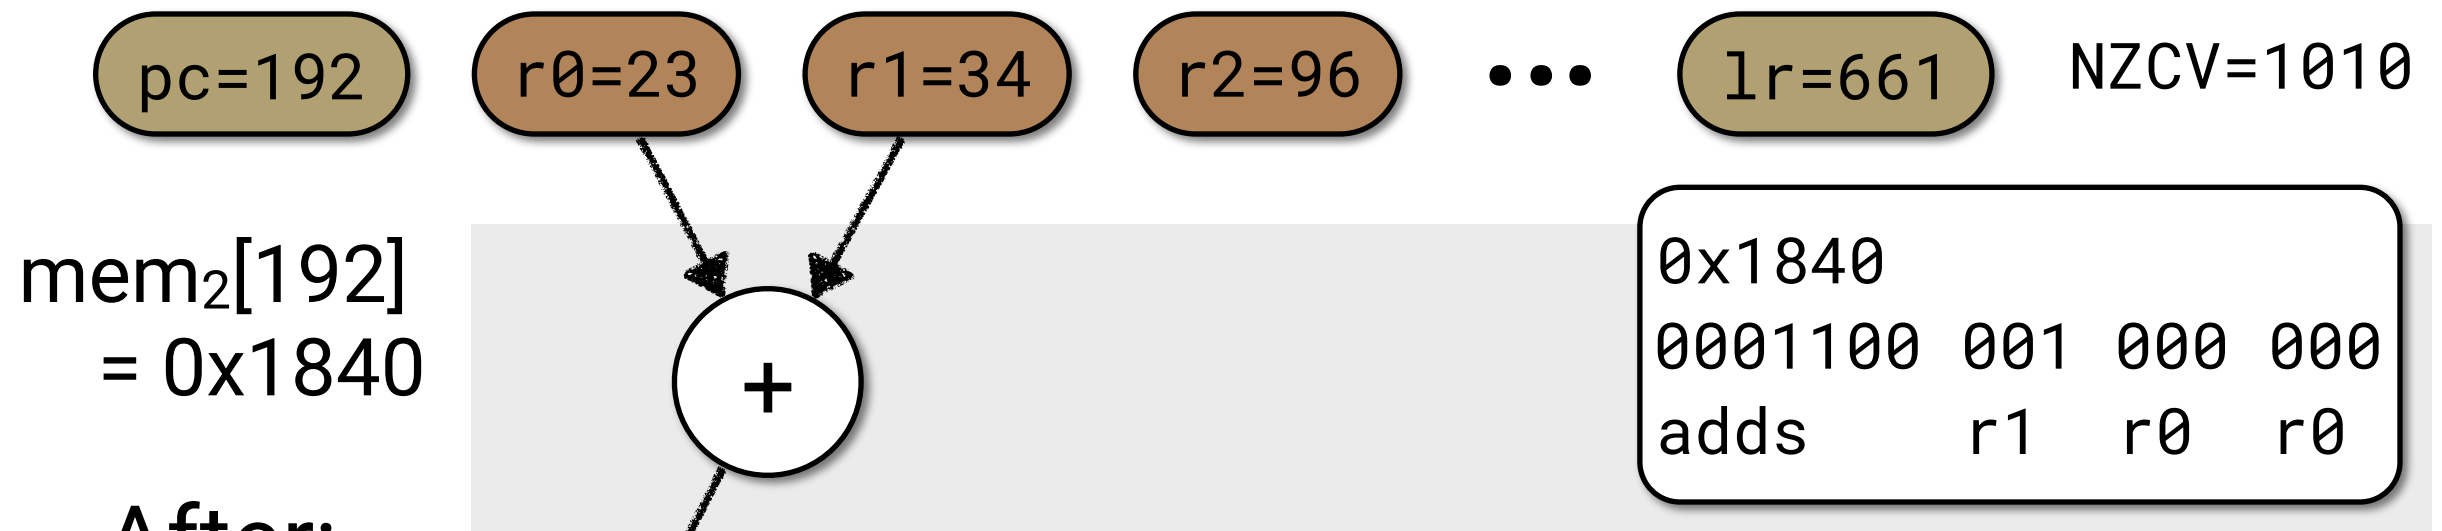 pc=192 r0=23 r1=34 r2=96 ••• lr=661 NZCV=1010
mem₂[192]
= 0x1840
+
0x1840
0001100 001 000 000
adds r1 r0 r0
After: